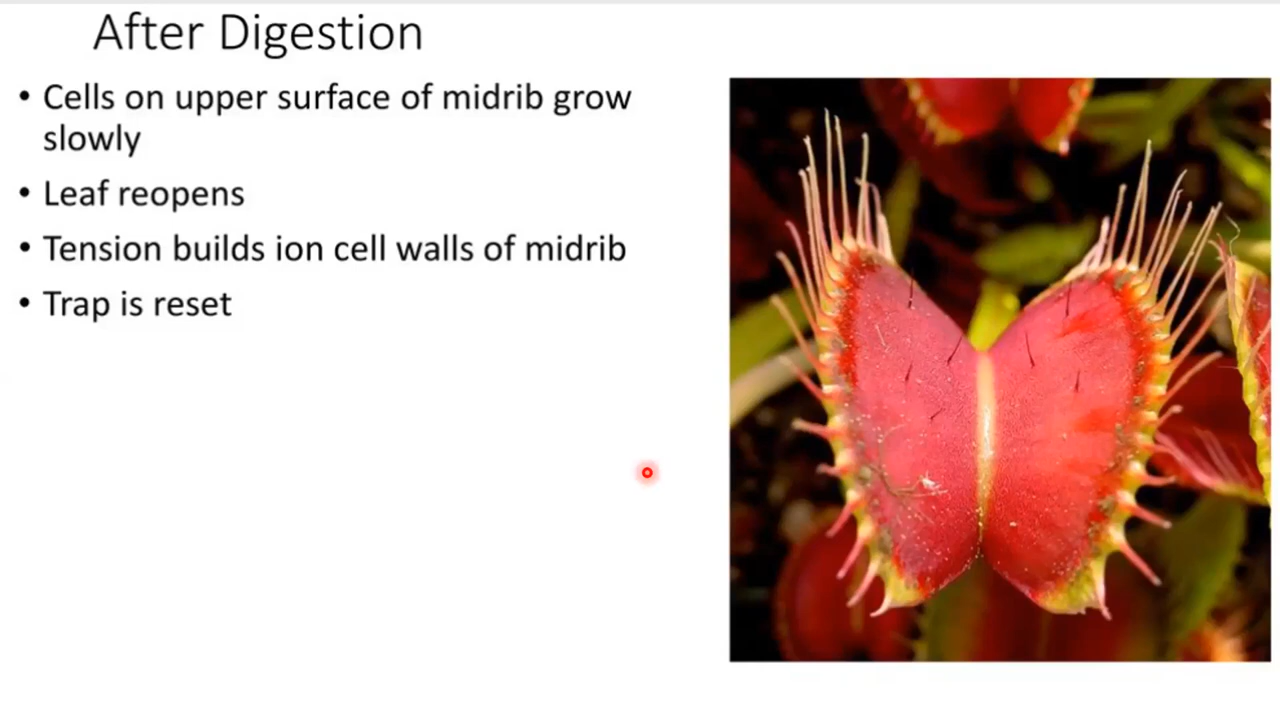 After Digestion
• Cells on upper surface of midrib grow
slowly
• Leaf reopens
• Tension builds ion cell walls of midrib
• Trap is reset